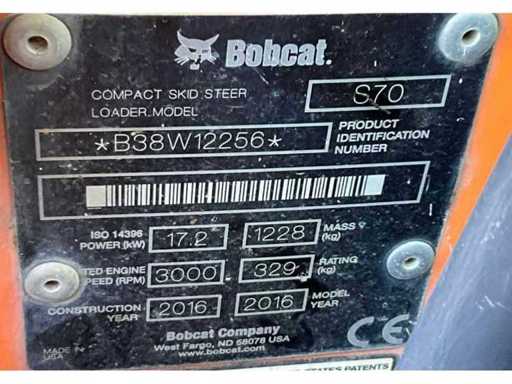 Bobcat.
COMPACT SKID STEER
LOADER MODEL
S70
*B38W12256*
PRODUCT
IDENTIFICATION
NUMBER
ISO 14396
POWER (kW)
17.2
1228
MASS
(kg)
ENGINE
(RPM)
3000
329
RATING
(kg)
CONSTRUCTION
YEAR
2016
2016
MODEL
YEAR
Bobcat Company
West Fargo, ND 58078 USA
www.bobcat.com
MADE IN
USA
CE
STATES PATENTS